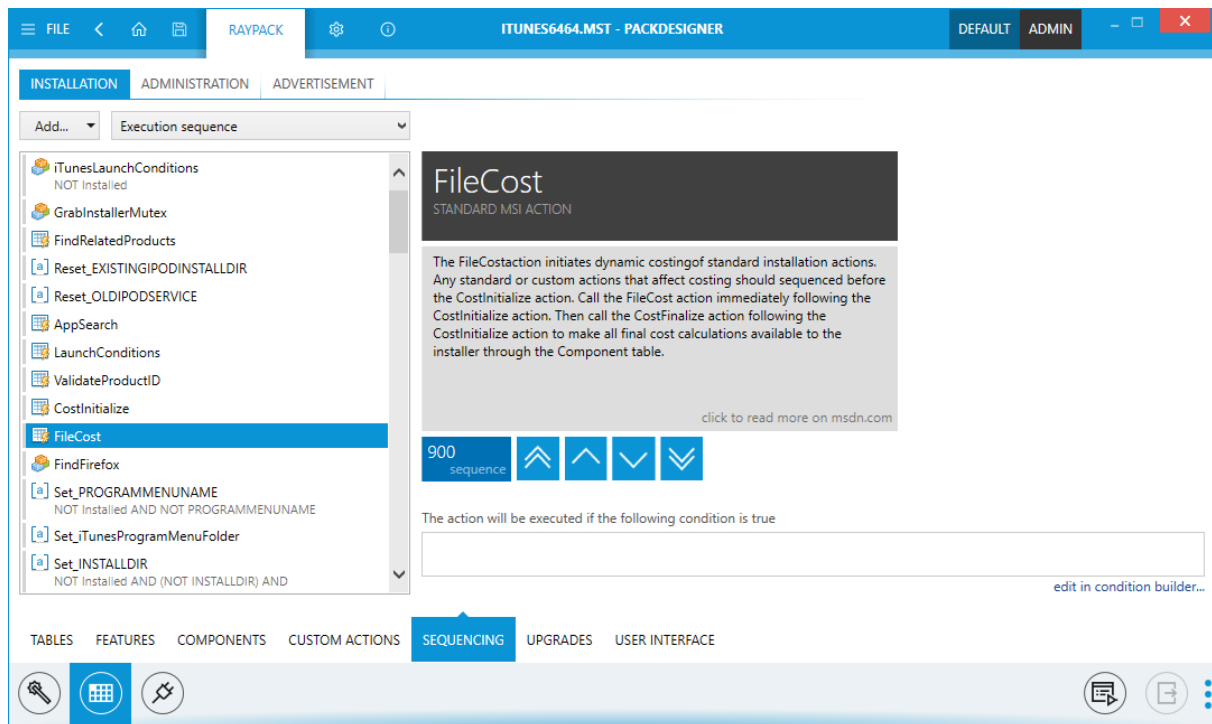 FILE
RAYPACK
ITUNES6464.MST - PACKDESIGNER
DEFAULT
ADMIN
INSTALLATION
ADMINISTRATION
ADVERTISEMENT
Add...
Execution sequence
iTunesLaunchConditions
NOT Installed
GrabInstallerMutex
FindRelatedProducts
[a] Reset_EXISTINGIPODINSTALLDIR
[a] Reset_OLDIPODSERVICE
AppSearch
LaunchConditions
ValidateProductID
CostInitialize
FileCost
FindFirefox
[a] Set_PROGRAMMENUNAME
NOT Installed AND NOT PROGRAMMENUNAME
[a] Set_iTunesProgramMenuFolder
[a] Set_INSTALLDIR
NOT Installed AND (NOT INSTALLDIR) AND
FileCost
STANDARD MSI ACTION
The FileCostaction initiates dynamic costingof standard installation actions.
Any standard or custom actions that affect costing should sequenced before
the CostInitialize action. Call the FileCost action immediately following the
CostInitialize action. Then call the CostFinalize action following the
CostInitialize action to make all final cost calculations available to the
installer through the Component table.
click to read more on msdn.com
900
sequence
The action will be executed if the following condition is true
edit in condition builder...
TABLES
FEATURES
COMPONENTS
CUSTOM ACTIONS
SEQUENCING
UPGRADES
USER INTERFACE